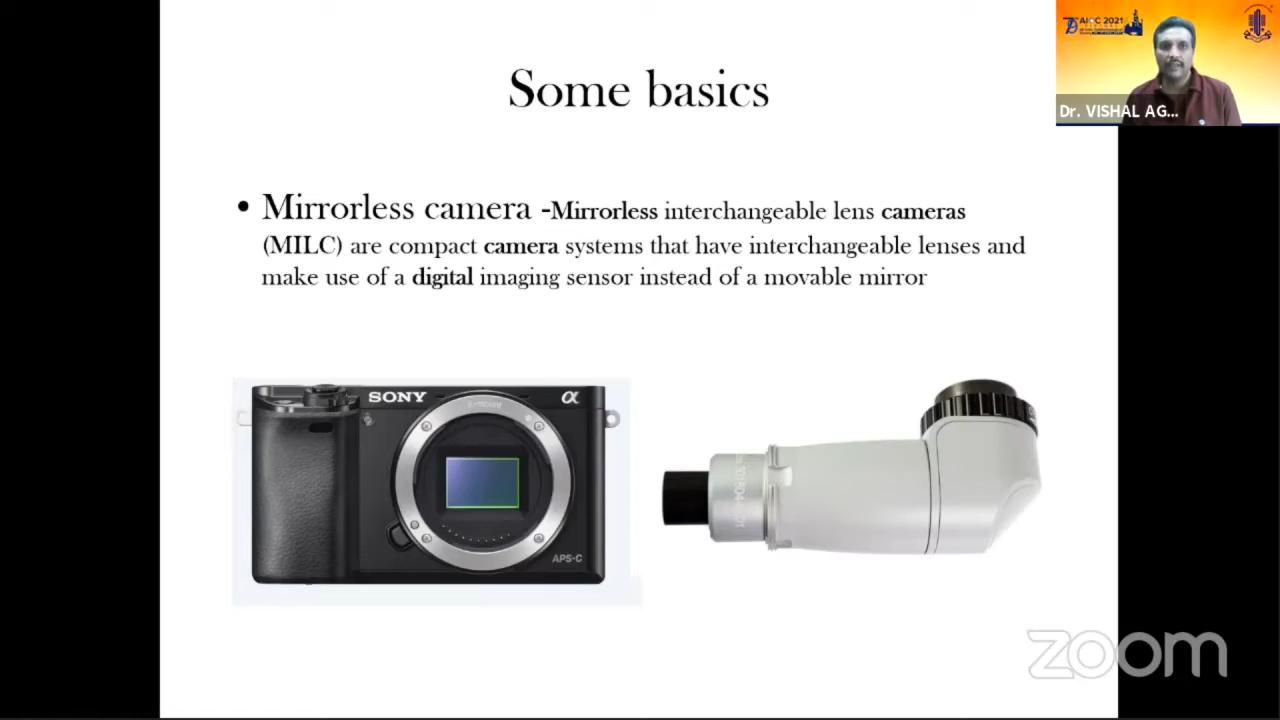 Some basics
• Mirrorless camera -Mirrorless interchangeable lens cameras
(MILC) are compact camera systems that have interchangeable lenses and
make use of a digital imaging sensor instead of a movable mirror
SONY
α
APS-C
AIOC 2021
Dr. VISHAL AG...
zoom